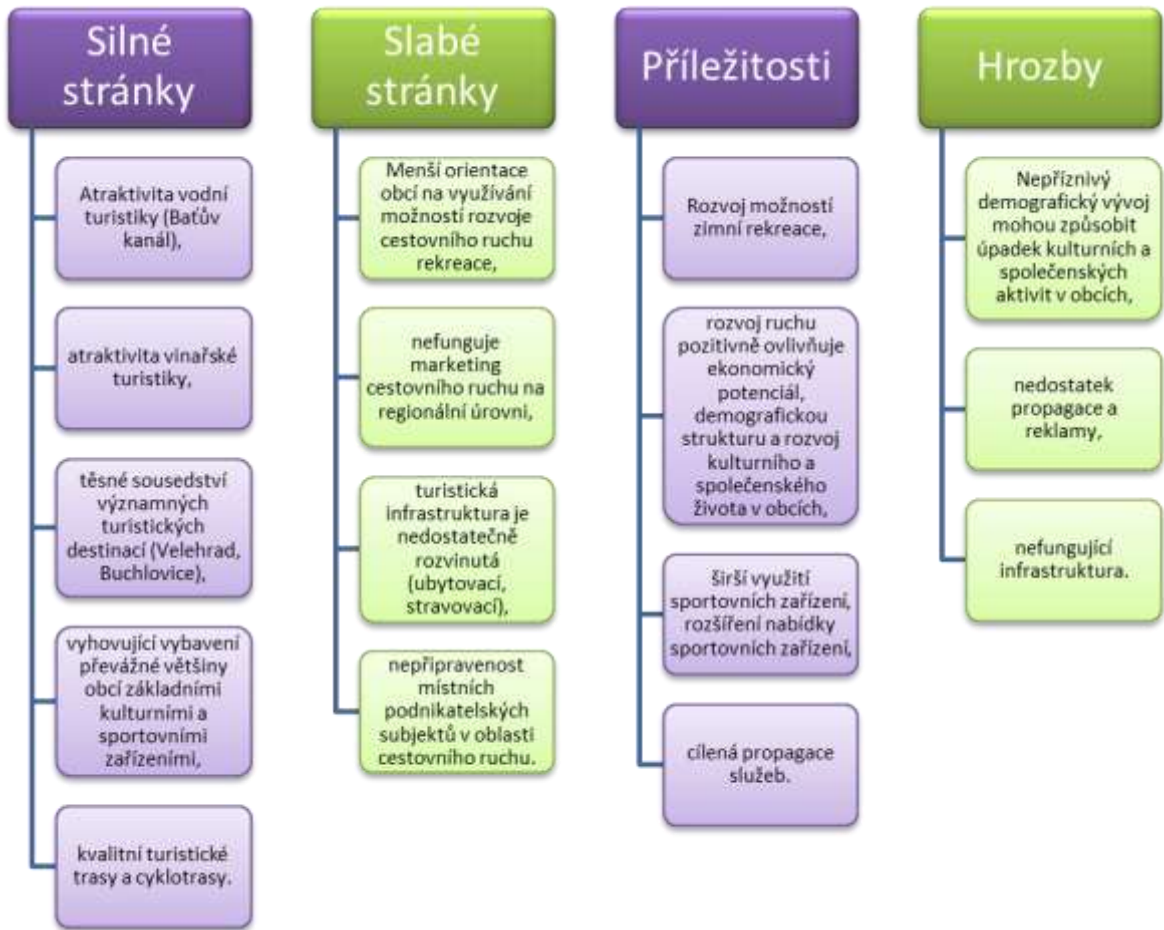 Silné
stránky
Atraktivita vodní
turistiky (Baťův
kanál),
atraktivita vinařské
turistiky,
těsné sousedství
významných
turistických
destinací (Velehrad,
Buchlovice),
vyhovující vybavení
převážné většiny
obcí základními
kulturními a
sportovními
zařízeními,
kvalitní turistické
trasy a cyklotrasy.
Slabé
stránky
Menší orientace
obcí na využívání
možností rozvoje
cestovního ruchu
rekreace,
nefunguje
marketing
cestovního ruchu na
regionální úrovni,
turistická
infrastruktura je
nedostatečně
rozvinutá
(ubytovací,
stravovací),
nepřipravenost
místních
podnikatelských
subjektů v oblasti
cestovního ruchu.
Příležitosti
Rozvoj možností
zimní rekreace,
rozvoj ruchu
pozitivně ovlivňuje
ekonomický
potenciál,
demografickou
strukturu a rozvoj
kulturního a
společenského
života v obcích,
širší využití
sportovních zařízení,
rozšíření nabídky
sportovních zařízení,
cílená propagace
služeb.
Hrozby
Nepříznivý
demografický vývoj
mohou způsobit
úpadek kulturních a
společenských
aktivit v obcích,
nedostatek
propagace a
reklamy,
nefungující
infrastruktura.